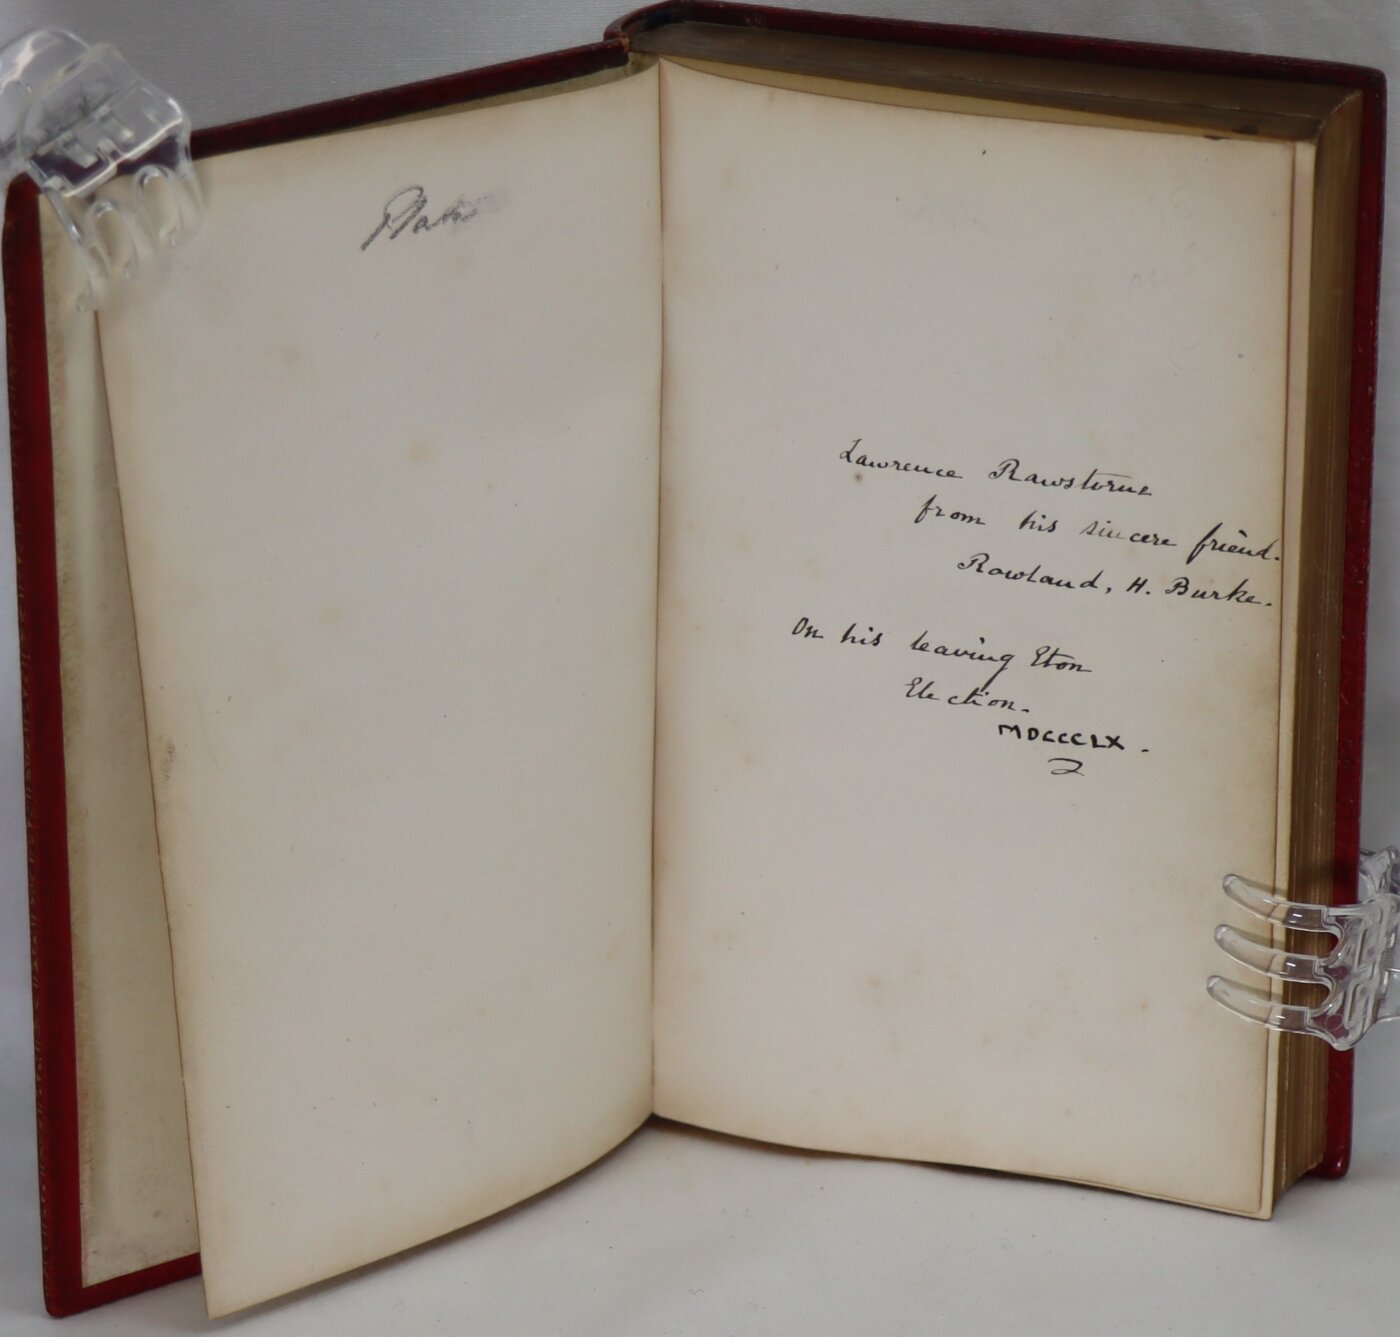 Lawrence Rawstorne
from his sincere friend.
Rowland, H. Burke.
On his leaving Eton
Election.
MDCCCLX.